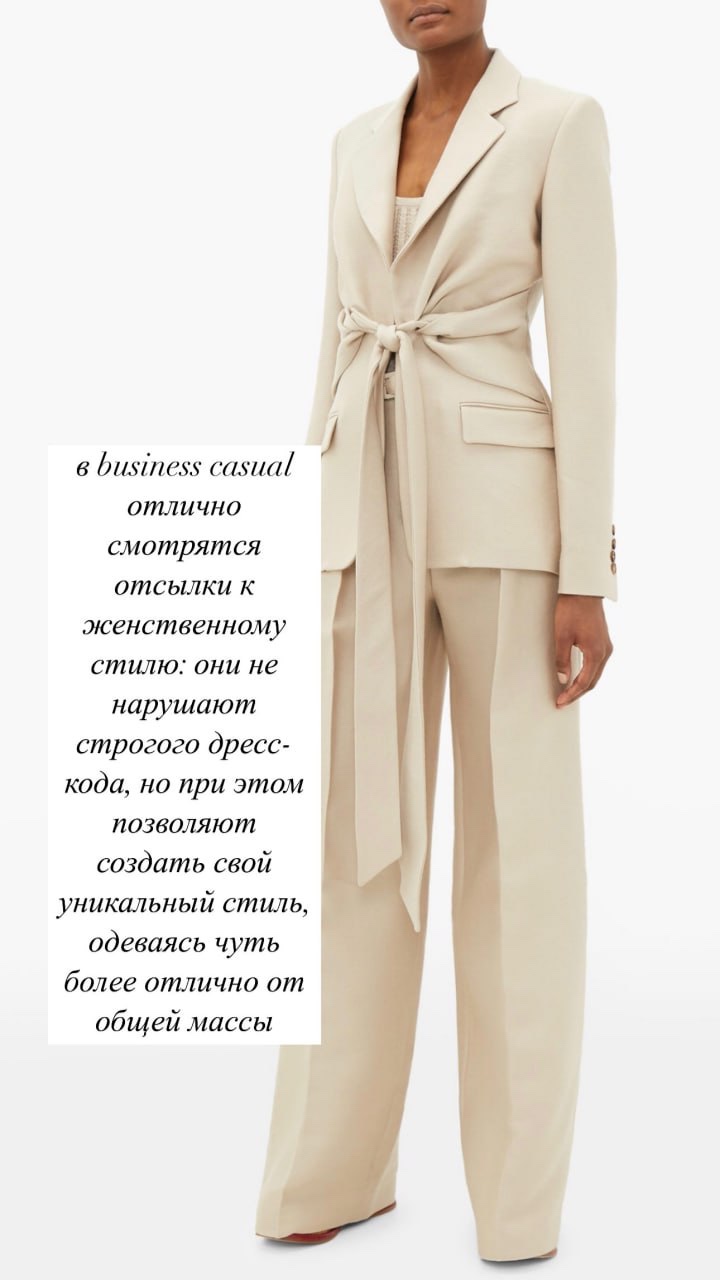 в business casual
отлично
смотрятся
отсылки к
женственному
стилю: они не
нарушают
строгого дресс-
кода, но при этом
позволяют
создать свой
уникальный стиль,
одеваясь чуть
более отлично от
общей массы